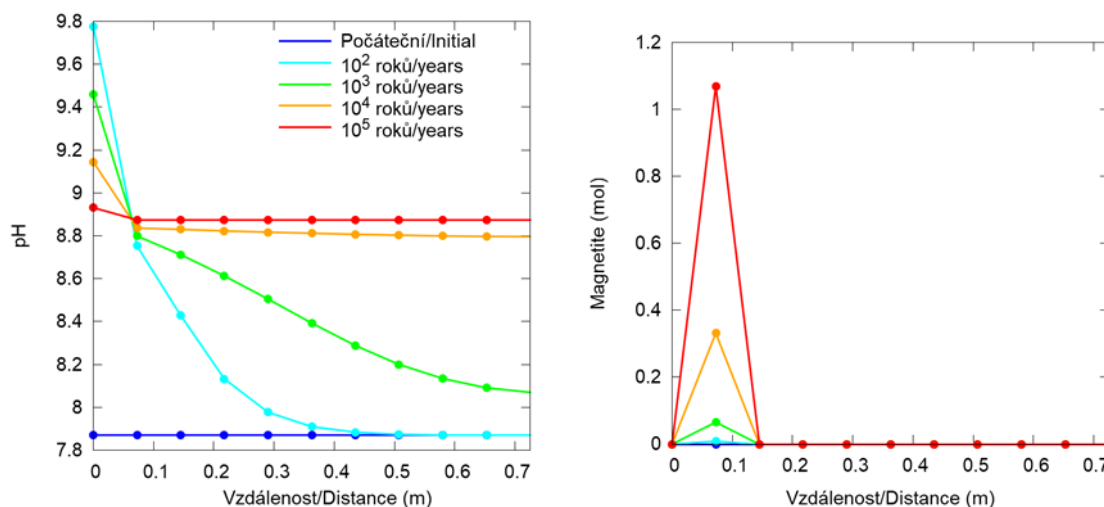 9.8
9.6
9.4
9.2
9
8.8
8.6
8.4
8.2
8
7.8
pH
Počáteční/Initial
10² roků/years
10³ roků/years
10⁴ roků/years
10⁵ roků/years
0 0.1 0.2 0.3 0.4 0.5 0.6 0.7
Vzdálenost/Distance (m)
1.2
1
0.8
0.6
0.4
0.2
0
Magnetite (mol)
0 0.1 0.2 0.3 0.4 0.5 0.6 0.7
Vzdálenost/Distance (m)